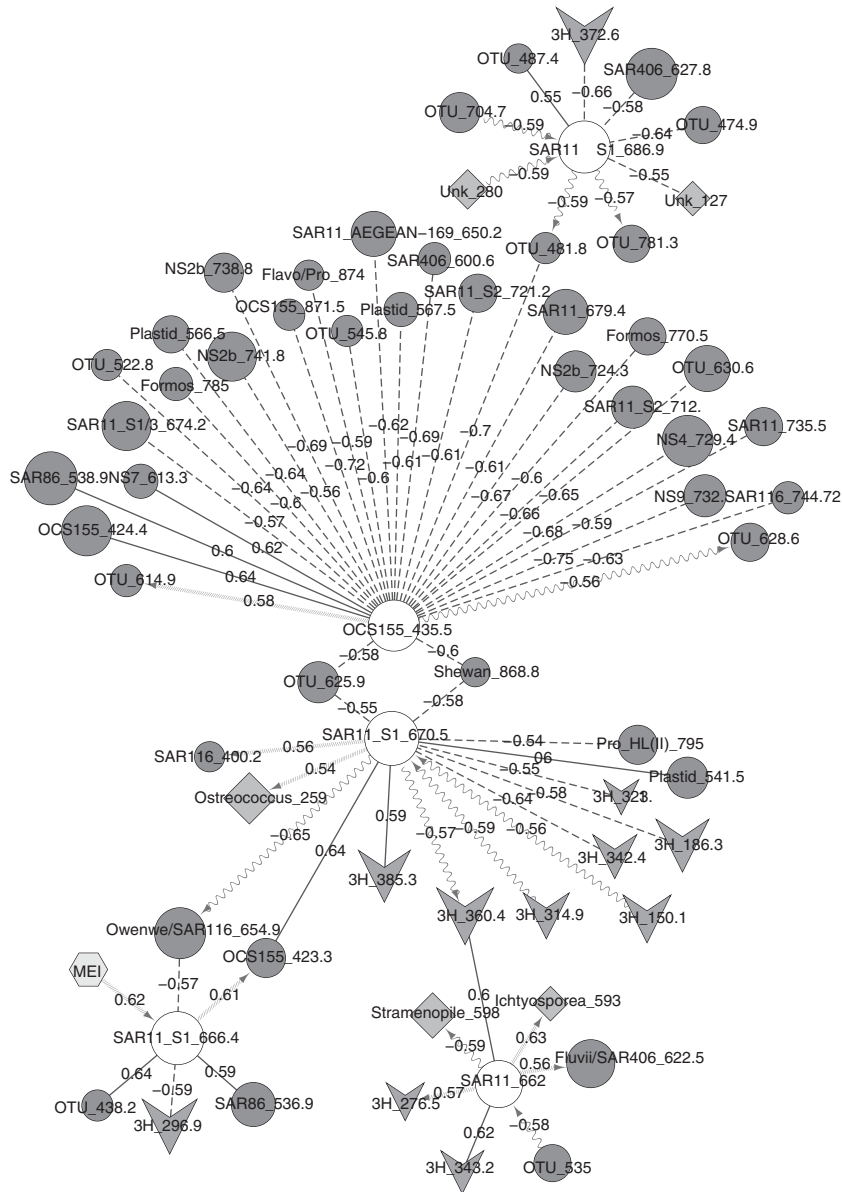 3H_372.6
OTU_487.4
SAR406_627.8
−0.66
0.55
−0.58
OTU_704.7
−0.59
−0.64
OTU_474.9
SAR11 S1_686.9
−0.59
−0.55
Unk_280
Unk_127
−0.59
−0.57
SAR11_AEGEAN−169_650.2
OTU_481.8
OTU_781.3
SAR406_600.6
NS2b_738.8
Flavo/Pro_874
SAR11_S2_721.2
OCS155_871.5
Plastid_567.5
SAR11_679.4
Plastid_566.5
OTU_545.8
Formos_770.5
NS2b_741.8
OTU_522.8
OTU_630.6
Formos_785
NS2b_724.3
SAR11_S2_712.
SAR11_S1/3_674.2
−0.62
SAR11_735.5
−0.7
−0.69
−0.59
−0.69
NS4_729.4
−0.61
−0.72
−0.61
−0.61
SAR86_538.9
NS7_613.3
−0.64
−0.6
−0.6
−0.64
−0.56
−0.67
−0.65
NS9_732.
SAR116_744.72
−0.6
−0.66
−0.57
−0.59
OCS155_424.4
−0.68
OTU_628.6
0.6
0.62
−0.75
−0.63
OTU_614.9
0.64
−0.56
0.58
OCS155_435.5
−0.58
−0.6
OTU_625.9
Shewan_868.8
−0.55
−0.58
SAR11_S1_670.5
−0.54
Pro_HL(II)_795
SAR116_400.2
0.56
06
0.54
−0.55
Plastid_541.5
Ostreococcus_259
−0.64
−0.58
3H_321
3.
0.59
−0.65
−0.57
−0.59
−0.56
0.64
3H_342.4
3H_186.3
3H_385.3
Owenwe/SAR116_654.9
3H_360.4
3H_314.9
3H_150.1
OCS155_423.3
MEI
−0.57
0.62
0.61
0.6
Ichtyosporea_593
Stramenopile_598
SAR11_S1_666.4
0.63
−0.59
0.56
Fluvii/SAR406_622.5
0.64
0.59
SAR11_662
−0.59
0.57
OTU_438.2
SAR86_536.9
3H_276.5
3H_296.9
0.62
−0.58
3H_343.2
OTU_535